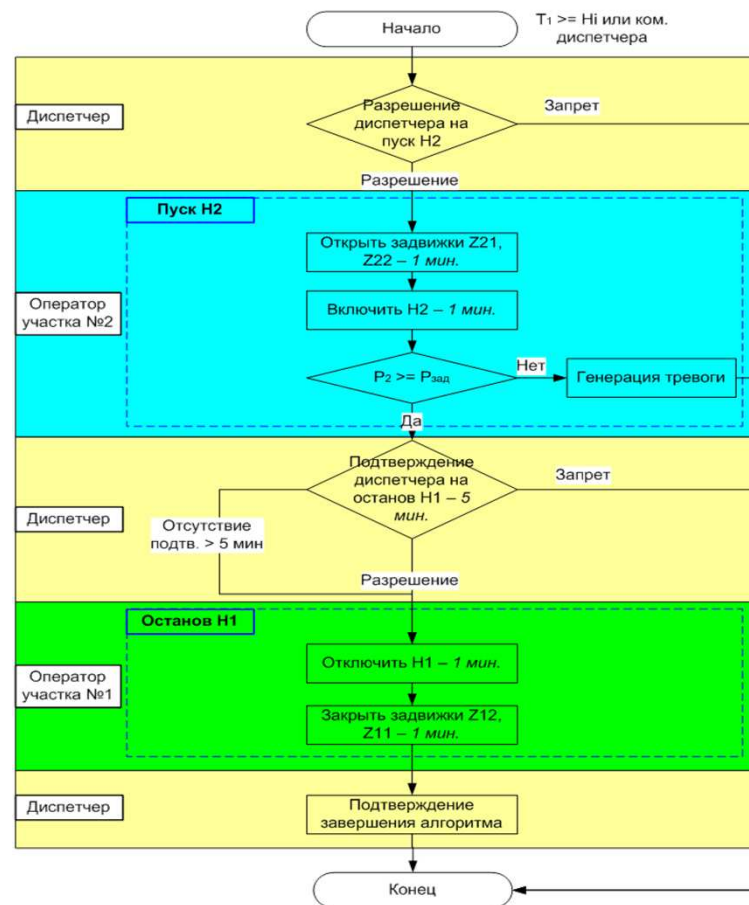 Начало
T₁ >= Hi или ком.
диспетчера
Диспетчер
Разрешение
диспетчера на
пуск Н2
Запрет
Разрешение
Пуск Н2
Открыть задвижки Z21,
Z22 – 1 мин.
Оператор
участка №2
Включить Н2 – 1 мин.
P₂ >= Pзад
Нет
Генерация тревоги
Да
Подтверждение
диспетчера на
останов Н1 – 5
мин.
Запрет
Диспетчер
Отсутствие
подтв. > 5 мин
Разрешение
Останов Н1
Отключить Н1 – 1 мин.
Оператор
участка №1
Закрыть задвижки Z12,
Z11 – 1 мин.
Диспетчер
Подтверждение
завершения алгоритма
Конец